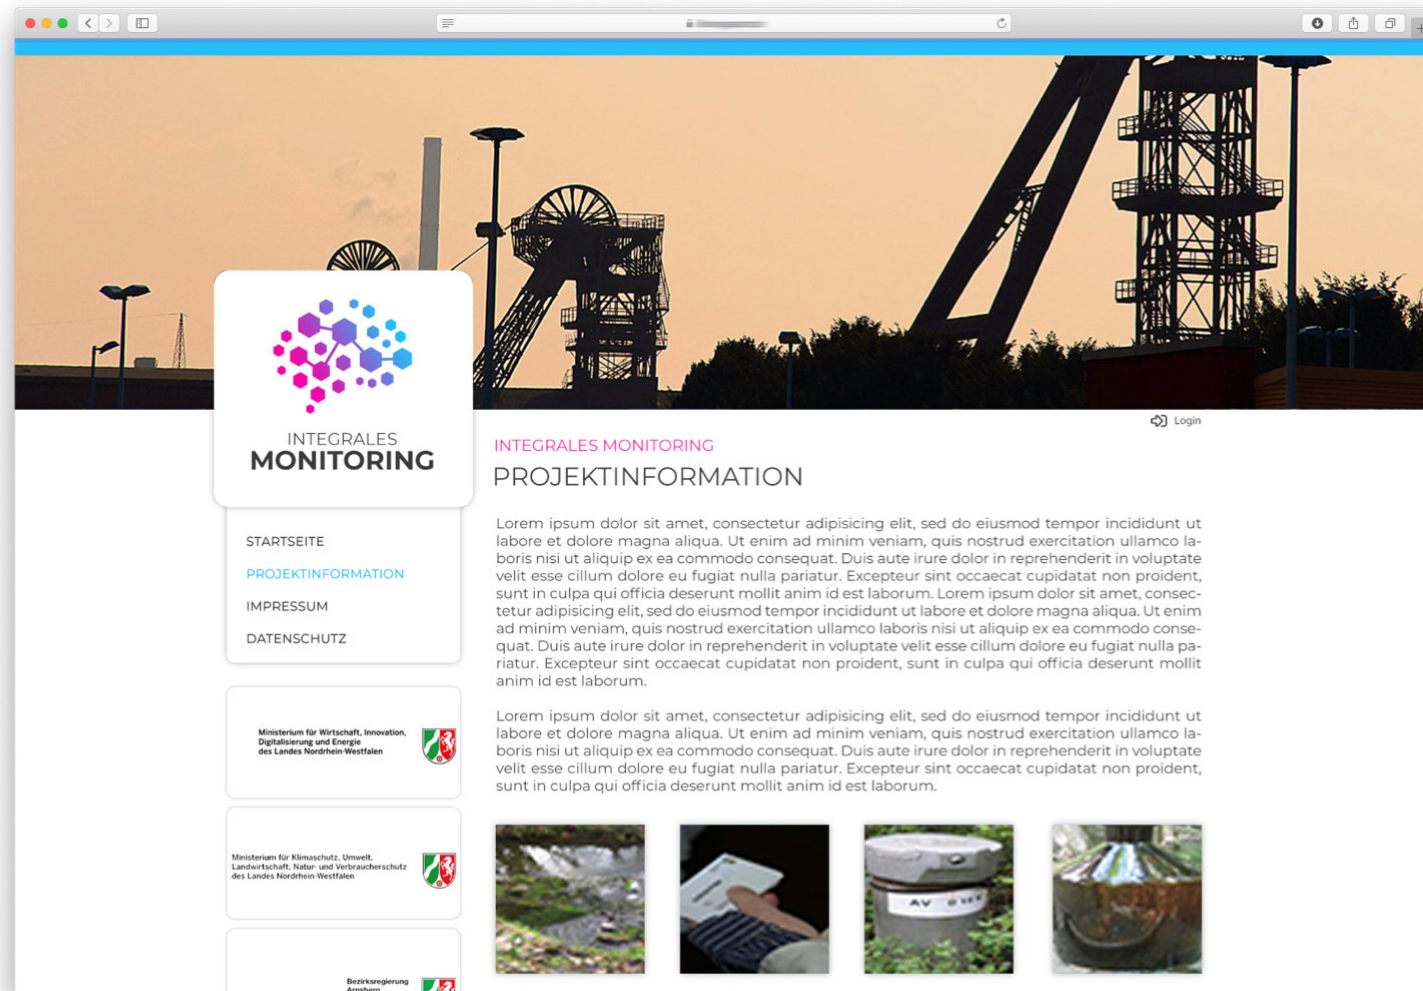 INTEGRALES
MONITORING
STARTSEITE
PROJEKTINFORMATION
IMPRESSUM
DATENSCHUTZ
Ministerium für Wirtschaft, Innovation,
Digitalisierung und Energie
des Landes Nordrhein-Westfalen
Ministerium für Klimaschutz, Umwelt,
Landwirtschaft, Natur- und Verbraucherschutz
des Landes Nordrhein-Westfalen
Bezirksregierung
Arnsberg
Login
INTEGRALES MONITORING
PROJEKTINFORMATION
Lorem ipsum dolor sit amet, consectetur adipisicing elit, sed do eiusmod tempor incididunt ut
labore et dolore magna aliqua. Ut enim ad minim veniam, quis nostrud exercitation ullamco la-
boris nisi ut aliquip ex ea commodo consequat. Duis aute irure dolor in reprehenderit in voluptate
velit esse cillum dolore eu fugiat nulla pariatur. Excepteur sint occaecat cupidatat non proident,
sunt in culpa qui officia deserunt mollit anim id est laborum. Lorem ipsum dolor sit amet, consec-
tetur adipisicing elit, sed do eiusmod tempor incididunt ut labore et dolore magna aliqua. Ut enim
ad minim veniam, quis nostrud exercitation ullamco laboris nisi ut aliquip ex ea commodo conse-
quat. Duis aute irure dolor in reprehenderit in voluptate velit esse cillum dolore eu fugiat nulla pa-
riatur. Excepteur sint occaecat cupidatat non proident, sunt in culpa qui officia deserunt mollit
anim id est laborum.
Lorem ipsum dolor sit amet, consectetur adipisicing elit, sed do eiusmod tempor incididunt ut
labore et dolore magna aliqua. Ut enim ad minim veniam, quis nostrud exercitation ullamco la-
boris nisi ut aliquip ex ea commodo consequat. Duis aute irure dolor in reprehenderit in voluptate
velit esse cillum dolore eu fugiat nulla pariatur. Excepteur sint occaecat cupidatat non proident,
sunt in culpa qui officia deserunt mollit anim id est laborum.
AV